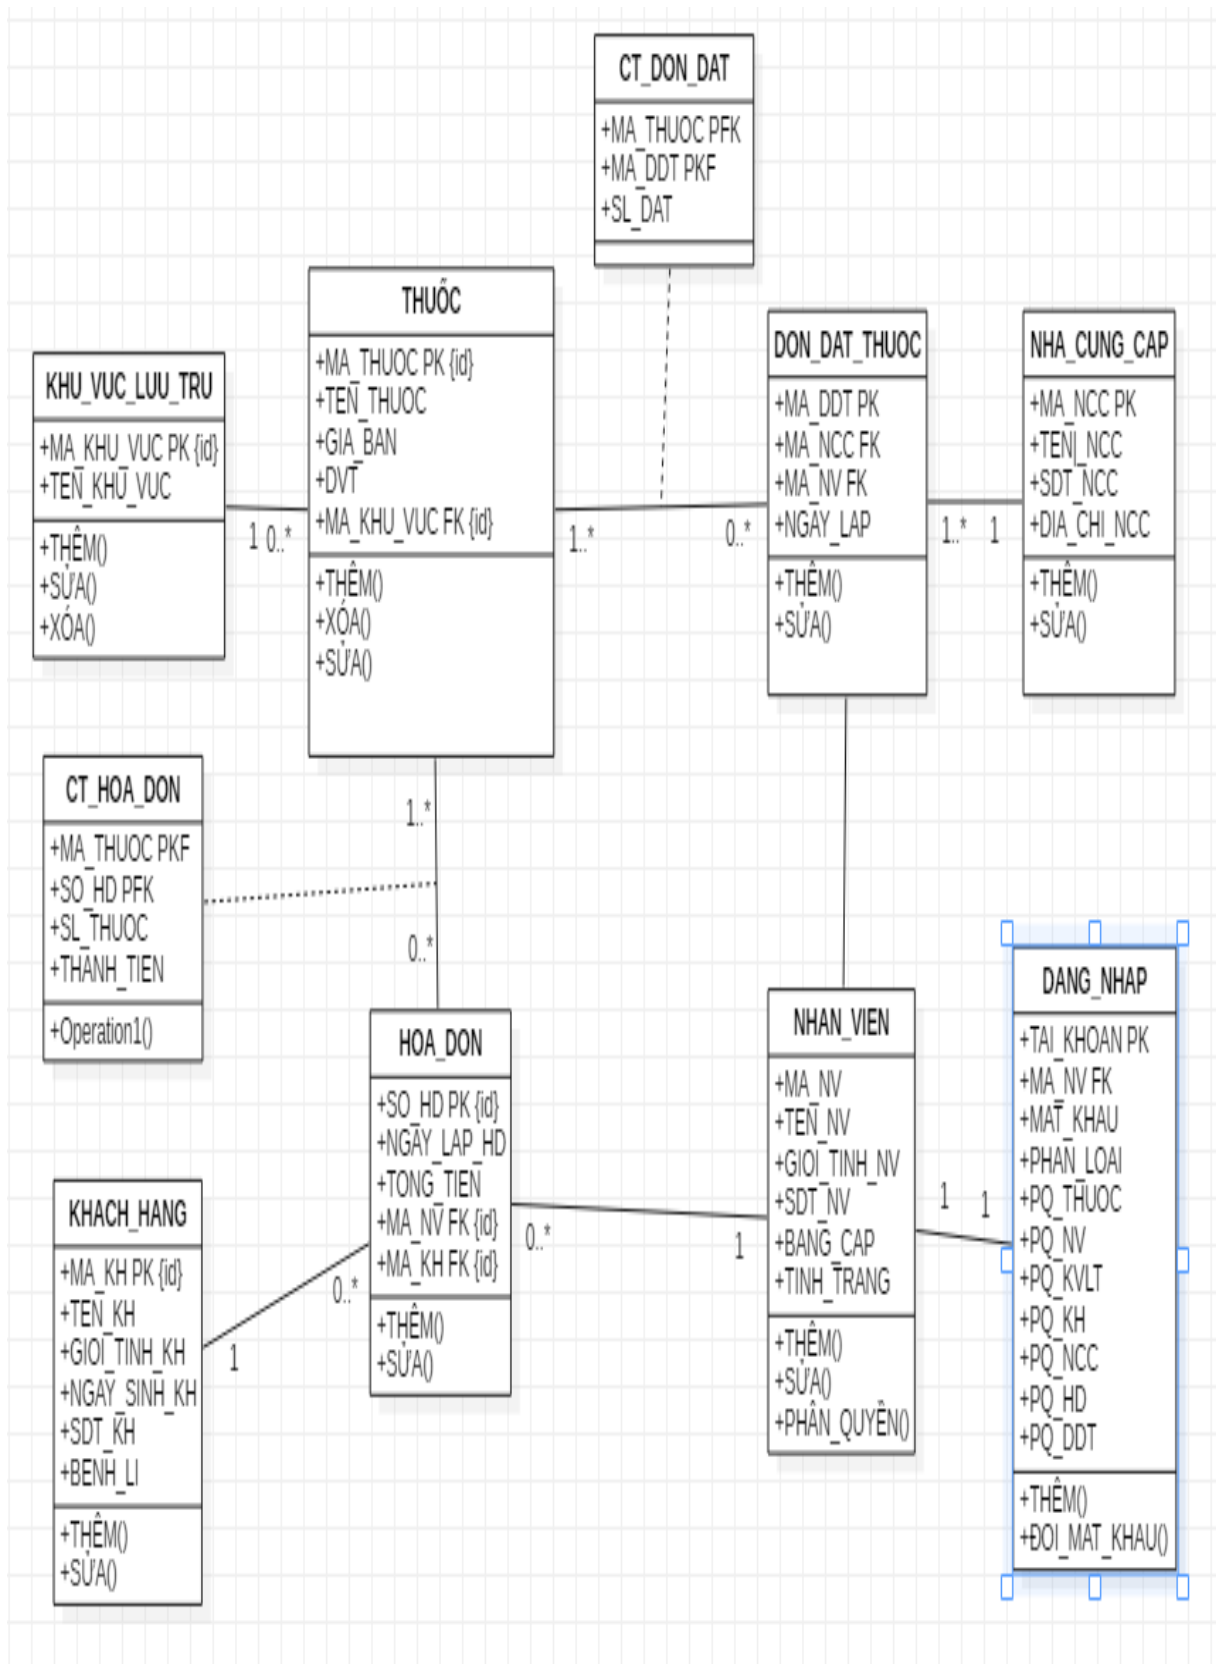 CT_DON_DAT
+MA_THUOC PFK
+MA_DDT PKF
+SL_DAT
THUỐC
+MA_THUOC PK {id}
+TEN_THUOC
+GIA_BAN
+DVT
+MA_KHU_VUC FK {id}
+THÊM()
+XÓA()
+SỬA()
DON_DAT_THUOC
+MA_DDT PK
+MA_NCC FK
+MA_NV FK
+NGAY_LAP
+THÊM()
+SỬA()
NHA_CUNG_CAP
+MA_NCC PK
+TENI_NCC
+SDT_NCC
+DIA_CHI_NCC
+THÊM()
+SỬA()
KHU_VUC_LUU_TRU
+MA_KHU_VUC PK {id}
+TEN_KHU_VUC
+THÊM()
+SỬA()
+XÓA()
1 0..*
1..*
0..*
1..* 1
CT_HOA_DON
+MA_THUOC PKF
+SO_HD PFK
+SL_THUOC
+THANH_TIEN
+Operation1()
1..*
0..*
HOA_DON
+SO_HD PK {id}
+NGAY_LAP_HD
+TONG_TIEN
+MA_NV FK {id}
+MA_KH FK {id}
+THÊM()
+SỬA()
NHAN_VIEN
+MA_NV
+TEN_NV
+GIOI_TINH_NV
+SDT_NV
+BANG_CAP
+TINH_TRANG
+THÊM()
+SỬA()
+PHÂN_QUYỀN()
DANG_NHAP
+TAI_KHOAN PK
+MA_NV FK
+MAT_KHAU
+PHAN_LOAI
+PQ_THUOC
+PQ_NV
+PQ_KVLT
+PQ_KH
+PQ_NCC
+PQ_HD
+PQ_DDT
+THÊM()
+ĐOI_MAT_KHAU()
KHACH_HANG
+MA_KH PK {id}
+TEN_KH
+GIOI_TINH_KH
+NGAY_SINH_KH
+SDT_KH
+BENH_LI
+THÊM()
+SỬA()
1
0..*
0..*
1
1
1